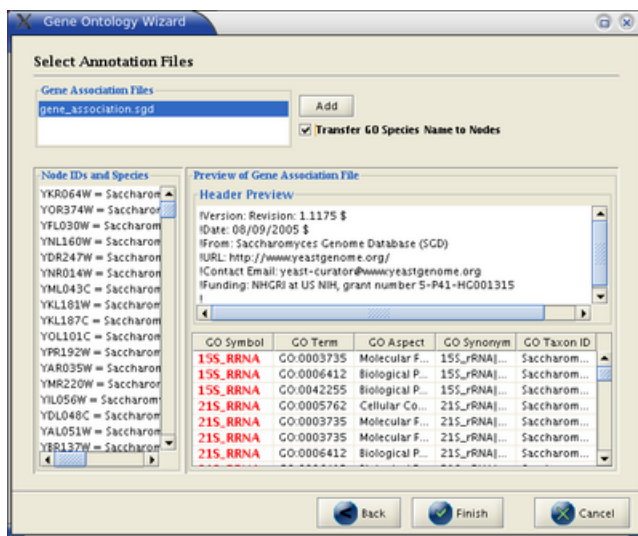 Gene Ontology Wizard
Select Annotation Files
Gene Association Files
gene_association.sgd
Add
Transfer GO Species Name to Nodes
Node IDs and Species
YKR064W = Saccharom
YOR374W = Saccharor
YFL030W = Saccharom
YNL160W = Saccharom
YDR247W = Saccharom
YNR014W = Saccharom
YML043C = Saccharom
YKL181W = Saccharom
YKL187C = Saccharom
YOL101C = Saccharom
YPR192W = Saccharom
YAR035W = Saccharom
YMR220W = Saccharom
YIL056W = Saccharom
YDL048C = Saccharom
YAL051W = Saccharom
YBR137W = Saccharom
Preview of Gene Association File
Header Preview
!Version: Revision: 1.1175 $
!Date: 08/09/2005 $
!From: Saccharomyces Genome Database (SGD)
!URL: http://www.yeastgenome.org/
!Contact Email: yeast-curator@www.yeastgenome.org
!Funding: NHGRI at US NIH, grant number 5-P41-HG001315
!
GO Symbol GO Term GO Aspect GO Synonym GO Taxon ID
15S_RRNA GO:0003735 Molecular F... 15S_rRNA|... Saccharom...
15S_RRNA GO:0006412 Biological P... 15S_rRNA|... Saccharom...
15S_RRNA GO:0042255 Biological P... 15S_rRNA|... Saccharom...
21S_RRNA GO:0005762 Cellular Co... 21S_rRNA|... Saccharom...
21S_RRNA GO:0003735 Molecular F... 21S_rRNA|... Saccharom...
21S_RRNA GO:0003735 Molecular F... 21S_rRNA|... Saccharom...
21S_RRNA GO:0006412 Biological P... 21S_rRNA|... Saccharom...
Back
Finish
Cancel